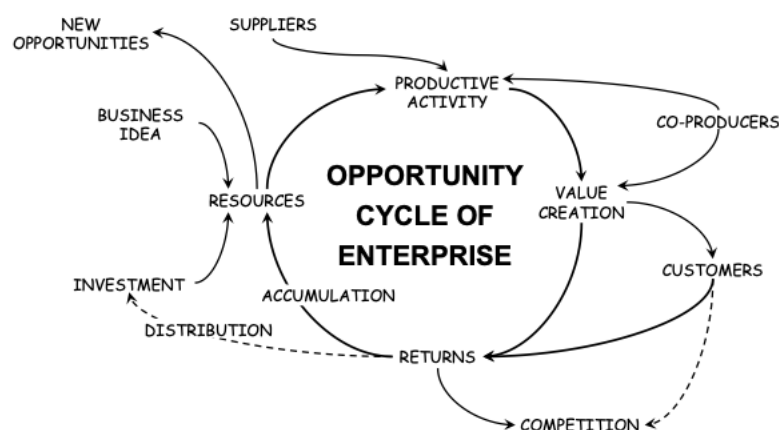 NEW
OPPORTUNITIES
SUPPLIERS
PRODUCTIVE
ACTIVITY
BUSINESS
IDEA
CO-PRODUCERS
OPPORTUNITY
CYCLE OF
ENTERPRISE
RESOURCES
VALUE
CREATION
CUSTOMERS
INVESTMENT
ACCUMULATION
DISTRIBUTION
RETURNS
COMPETITION